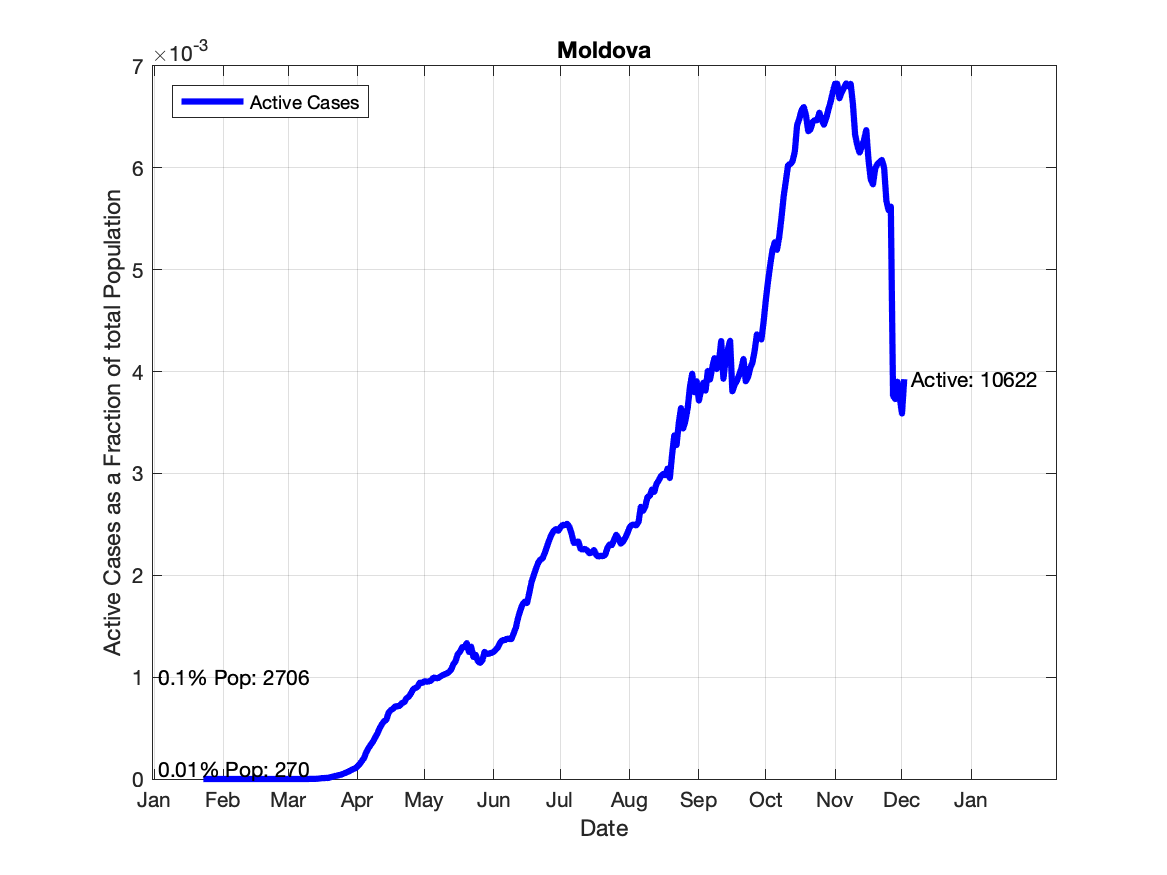 Moldova
×10-3
Active Cases
7
6
5
4
3
2
1
0
Active Cases as a Fraction of total Population
Active: 10622
0.1% Pop: 2706
0.01% Pop: 270
Jan Feb Mar Apr May Jun Jul Aug Sep Oct Nov Dec Jan
Date